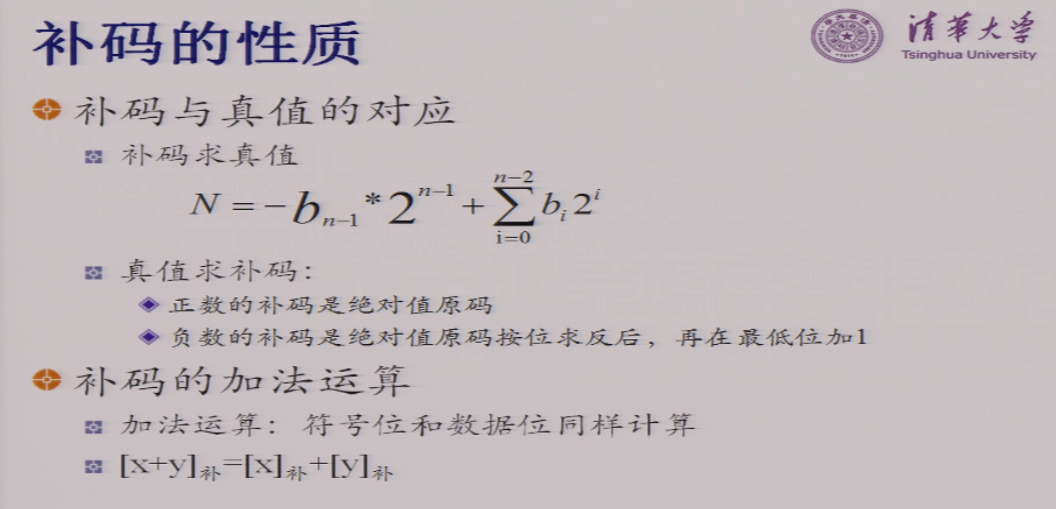 补码的性质
清華大学
Tsinghua University
补码与真值的对应
补码求真值
N = -b_{n-1} * 2^{n-1} + \sum_{i=0}^{n-2} b_i 2^i
真值求补码：
正数的补码是绝对值原码
负数的补码是绝对值原码按位求反后，再在最低位加1
补码的加法运算
加法运算：符号位和数据位同样计算
[x+y]补=[x]补+[y]补